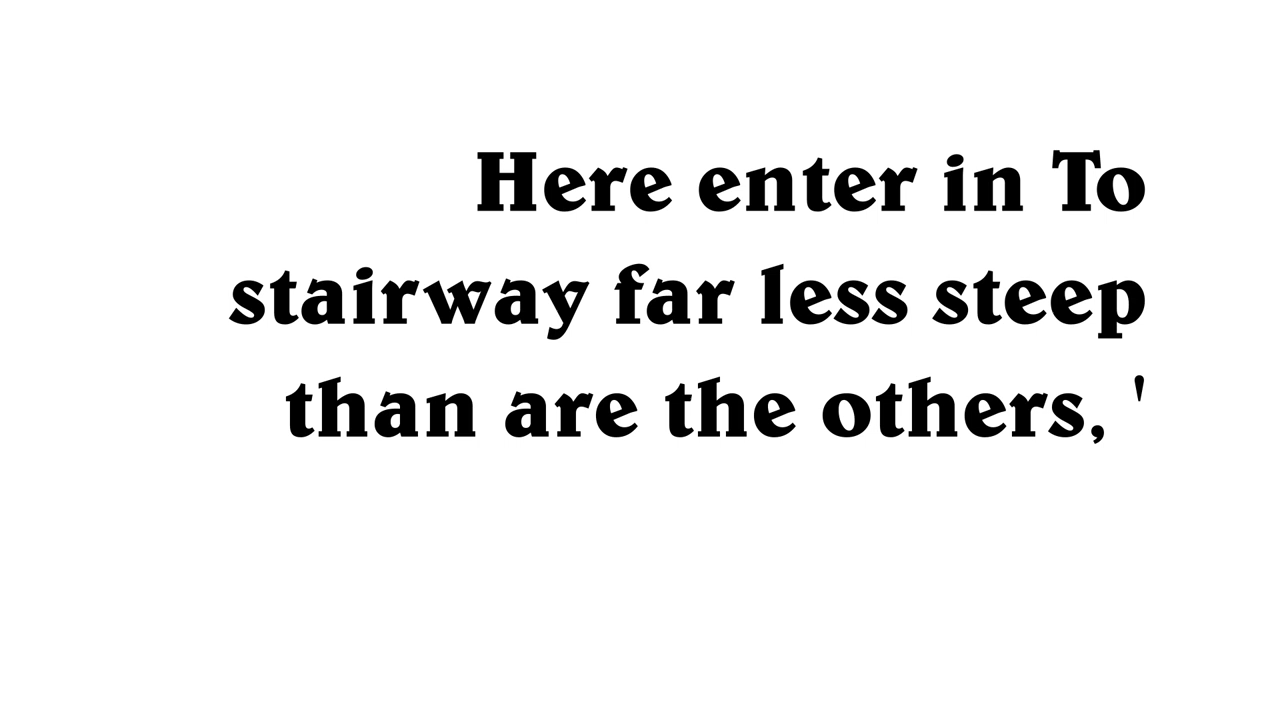 Here enter in To
stairway far less steep
than are the others, '